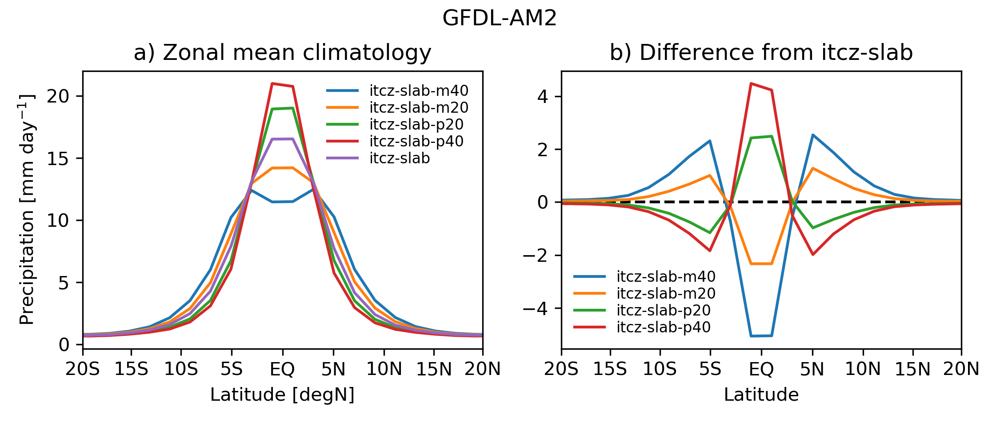 GFDL-AM2
a) Zonal mean climatology
Precipitation [mm day⁻¹]
20
15
10
5
0
itcz-slab-m40
itcz-slab-m20
itcz-slab-p20
itcz-slab-p40
itcz-slab
20S 15S 10S 5S EQ 5N 10N 15N 20N
Latitude [degN]
b) Difference from itcz-slab
4
2
0
−2
−4
itcz-slab-m40
itcz-slab-m20
itcz-slab-p20
itcz-slab-p40
20S 15S 10S 5S EQ 5N 10N 15N 20N
Latitude